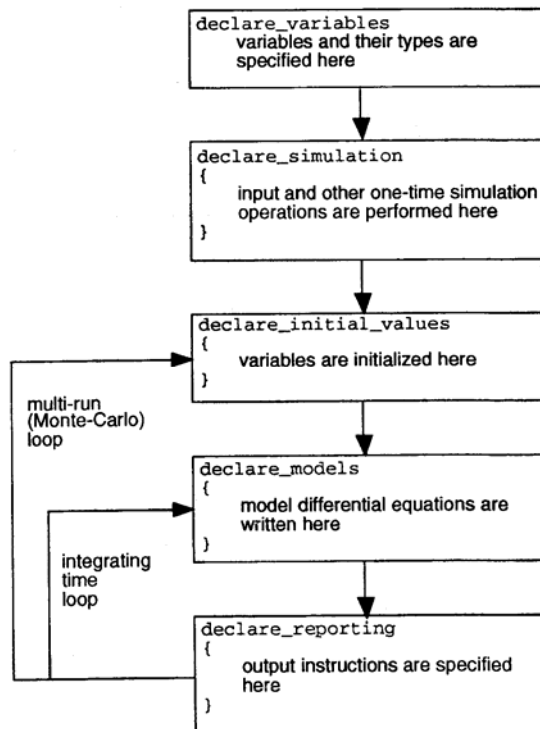 declare_variables
variables and their types are
specified here
declare_simulation
{
input and other one-time simulation
operations are performed here
}
declare_initial_values
{
variables are initialized here
}
multi-run
(Monte-Carlo)
loop
declare_models
{
model differential equations are
written here
}
integrating
time
loop
declare_reporting
{
output instructions are specified
here
}